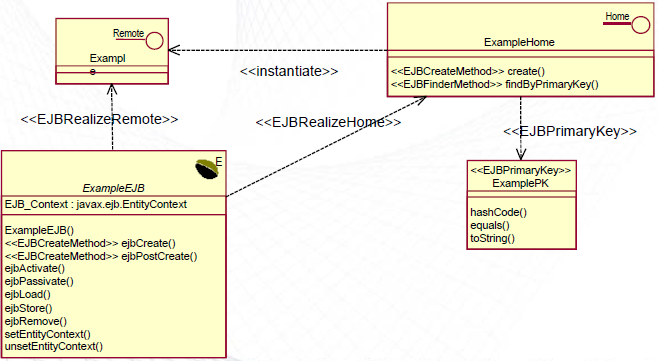 Remote
Exampl
e
Home
ExampleHome
<<EJBCreateMethod>> create()
<<EJBFinderMethod>> findByPrimaryKey()
<<instantiate>>
<<EJBRealizeRemote>>
<<EJBRealizeHome>>
<<EJBPrimaryKey>>
E
ExampleEJB
EJB_Context : javax.ejb.EntityContext
ExampleEJB()
<<EJBCreateMethod>> ejbCreate()
<<EJBCreateMethod>> ejbPostCreate()
ejbActivate()
ejbPassivate()
ejbLoad()
ejbStore()
ejbRemove()
setEntityContext()
unsetEntityContext()
<<EJBPrimaryKey>>
ExamplePK
hashCode()
equals()
toString()